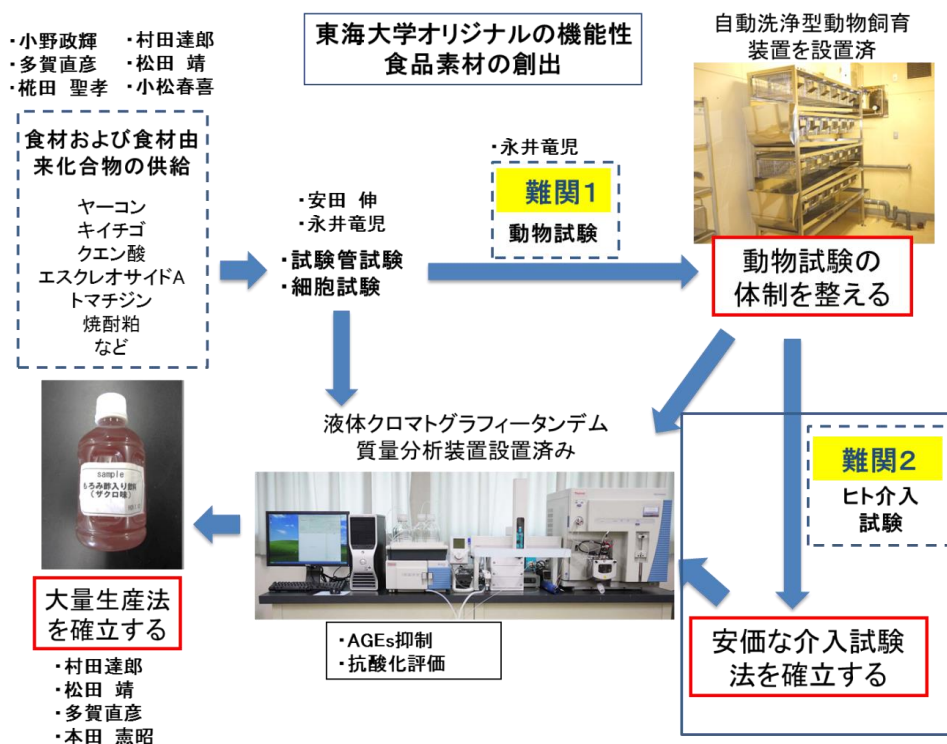 ・小野政輝 ・村田達郎
・多賀直彦 ・松田 靖
・椛田 聖孝 ・小松春喜
東海大学オリジナルの機能性
食品素材の創出
自動洗浄型動物飼育
装置を設置済
食材および食材由
来化合物の供給
ヤーコン
キイチゴ
クエン酸
エスクレオサイドA
トマチジン
焼酎粕
など
・安田 伸
・永井竜児
・試験管試験
・細胞試験
・永井竜児
難関1
動物試験
動物試験の
体制を整える
液体クロマトグラフィータンデム
質量分析装置設置済み
難関2
ヒト介入
試験
sample
もろみ酢入り飲料
(ザクロ味)
大量生産法
を確立する
・AGEs抑制
・抗酸化評価
安価な介入試験
法を確立する
・村田達郎
・松田 靖
・多賀直彦
・本田 憲昭